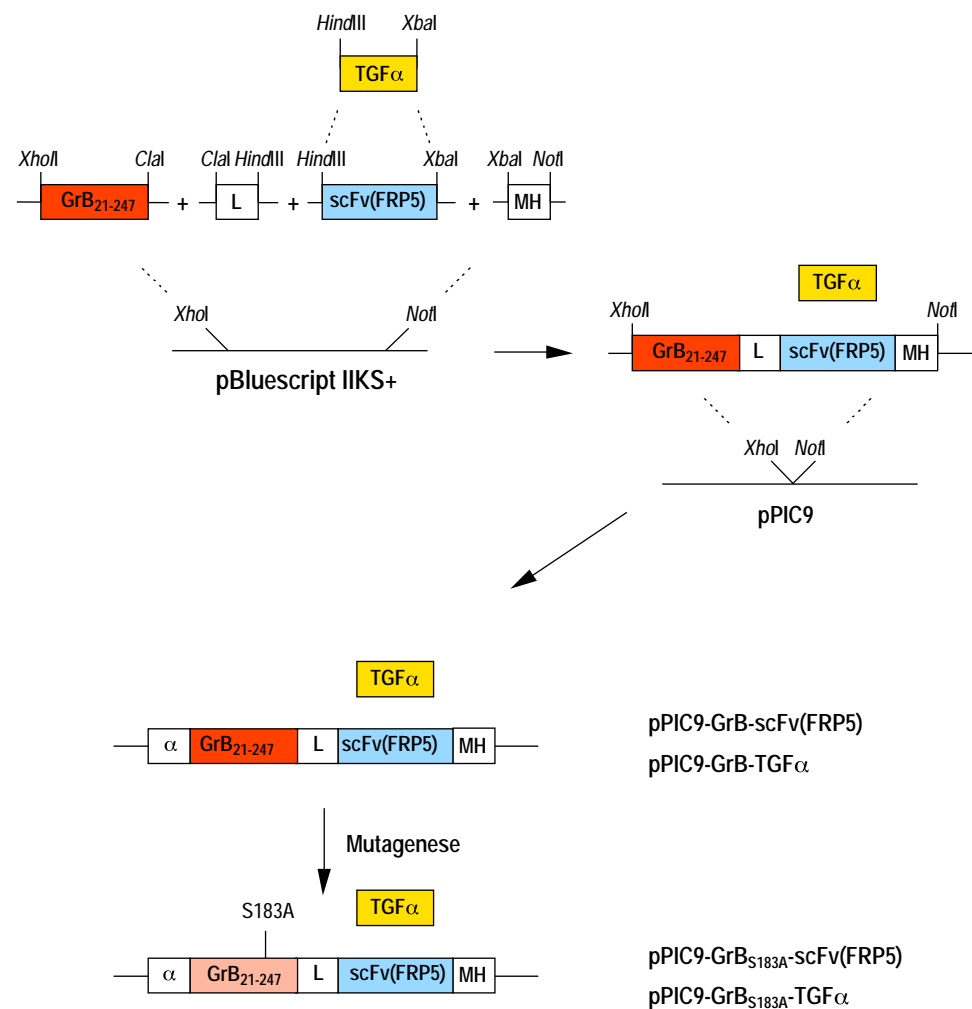 HindIII XbaI
TGFα
XhoII ClaI ClaI HindIII HindIII XbaI XbaI NotI
GrB21-247 + L + scFv(FRP5) + MH
TGFα
XhoI NotI
XhoII NotI
GrB21-247 L scFv(FRP5) MH
pBluescript IIKS+
XhoI NotI
pPIC9
TGFα
α GrB21-247 L scFv(FRP5) MH
pPIC9-GrB-scFv(FRP5)
pPIC9-GrB-TGFα
Mutagenese
S183A
TGFα
α GrB21-247 L scFv(FRP5) MH
pPIC9-GrBS183A-scFv(FRP5)
pPIC9-GrBS183A-TGFα